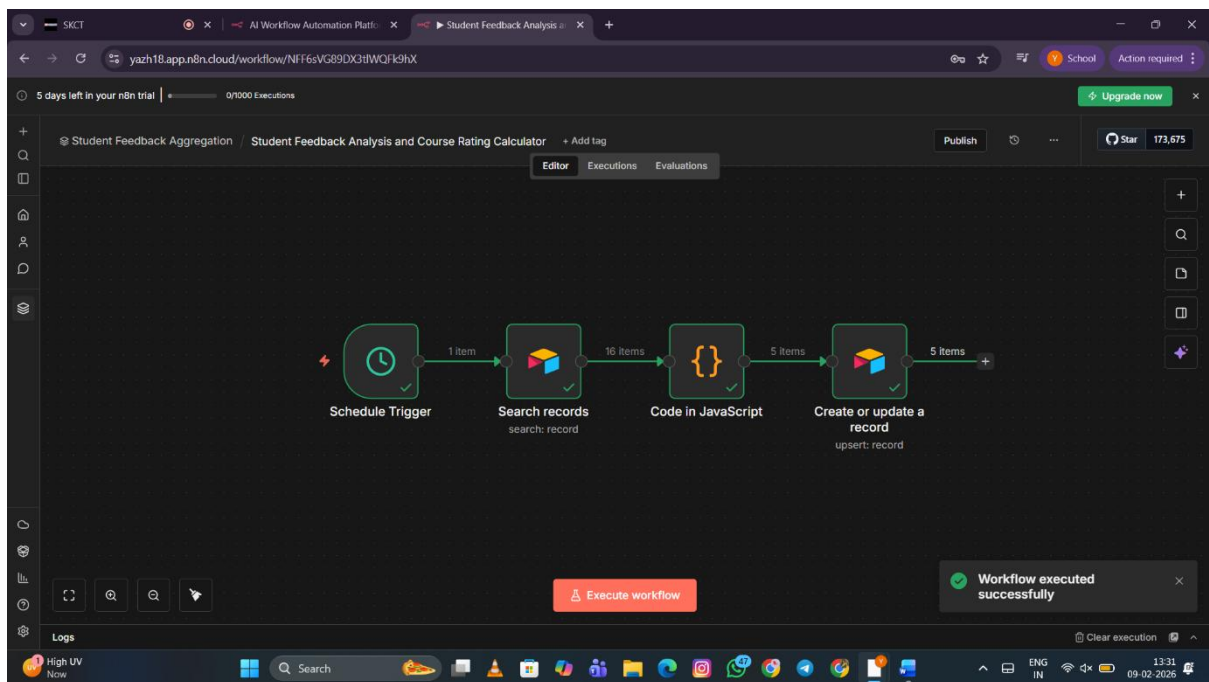 SKCT
AI Workflow Automation Platfo
▶ Student Feedback Analysis a
yazh18.app.n8n.cloud/workflow/NFF6sVG89DX3tlWQFk9hX
Y School
Action required
5 days left in your n8n trial
0/1000 Executions
Upgrade now
Student Feedback Aggregation / Student Feedback Analysis and Course Rating Calculator + Add tag
Publish
Star 173,675
Editor Executions Evaluations
1 item
16 items
5 items
5 items
Schedule Trigger
Search records
search: record
Code in JavaScript
Create or update a
record
upsert: record
Workflow executed
successfully
Execute workflow
Logs
Clear execution
High UV
Now
Search
47
ENG
IN
13:31
09-02-2026